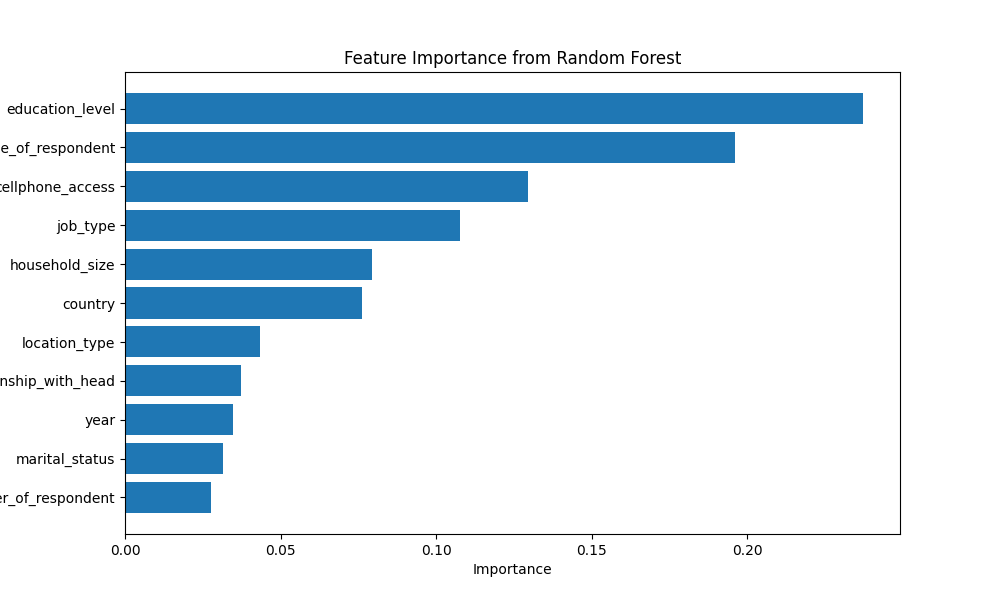 Feature Importance from Random Forest
education_level
e_of_respondent
cellphone_access
job_type
household_size
country
location_type
nship_with_head
year
marital_status
er_of_respondent
0.00 0.05 0.10 0.15 0.20
Importance